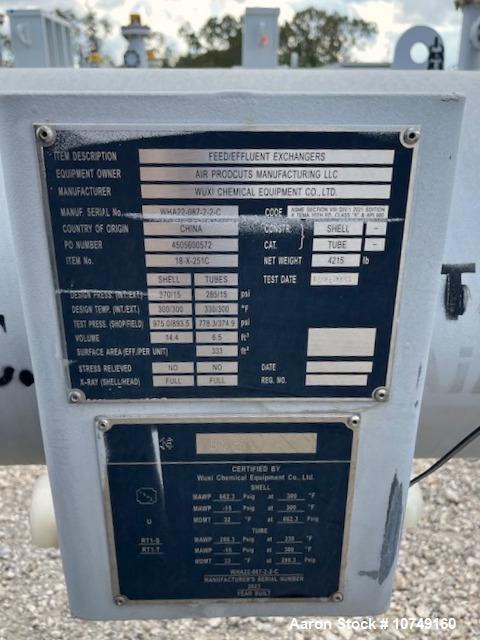 ITEM DESCRIPTION FEED/EFFLUENT EXCHANGERS
EQUIPMENT OWNER AIR PRODCUTS MANUFACTURING LLC
MANUFACTURER WUXI CHEMICAL EQUIPMENT CO., LTD.
MANUF. SERIAL No. WHA22-087-2-2-C CODE ASME SECTION VIII DIV 1 2021 EDITION
& TEMA 10TH ED. CLASS "R" & API 660
COUNTRY OF ORIGIN CHINA CONSTR. SHELL –
PO NUMBER 4505600572 CAT. TUBE –
ITEM No. 18-X-251C NET WEIGHT 4215 lb
TEST DATE
SHELL TUBES
DESIGN PRESS. (INT./EXT.) 370/15 285/15 psi
DESIGN TEMP. (INT./EXT.) 300/300 330/300 °F
TEST PRESS. (SHOP/FIELD) 975.0/893.5 778.3/374.9 psi
VOLUME 14.4 6.5 ft³
SURFACE AREA (EFF./PER UNIT) 333 ft²
STRESS RELIEVED NO NO DATE
X-RAY (SHELL/HEAD) FULL FULL REG. NO.
CERTIFIED BY
Wuxi Chemical Equipment Co., Ltd.
SHELL
MAWP 662.3 Psig at 300 °F
MAWP -15 Psig at 300 °F
U MDMT 32 °F at 662.3 Psig
TUBE
RT1-S MAWP 288.3 Psig at 330 °F
RT1-T MAWP -15 Psig at 300 °F
MDMT 32 °F at 288.3 Psig
WHA22-087-2-2-C
MANUFACTURER'S SERIAL NUMBER
2023
YEAR BUILT
Aaron Stock # 10749160